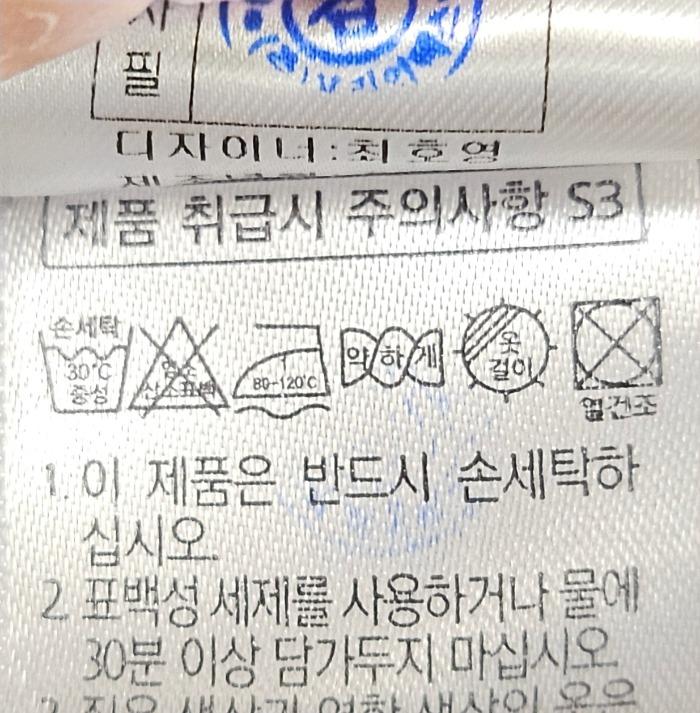 필
디자이너:최호영
제품 취급시 주의사항 S3
손세탁
30°C
중성
염소
산소표백
80-120°C
약하게
옷
걸이
열건조
1. 이 제품은 반드시 손세탁하
십시오.
2. 표백성 세제를 사용하거나 물에
30분 이상 담가두지 마십시오